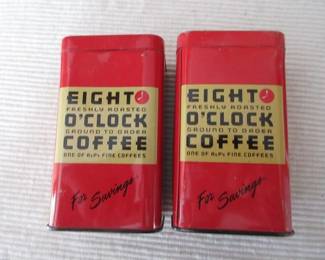 EIGHT
FRESHLY ROASTED
O'CLOCK
GROUND TO ORDER
COFFEE
ONE OF A&P's FINE COFFEES
For Savings
EIGHT
FRESHLY ROASTED
O'CLOCK
GROUND TO ORDER
COFFEE
ONE OF A&P's FINE COFFEES
For Savings